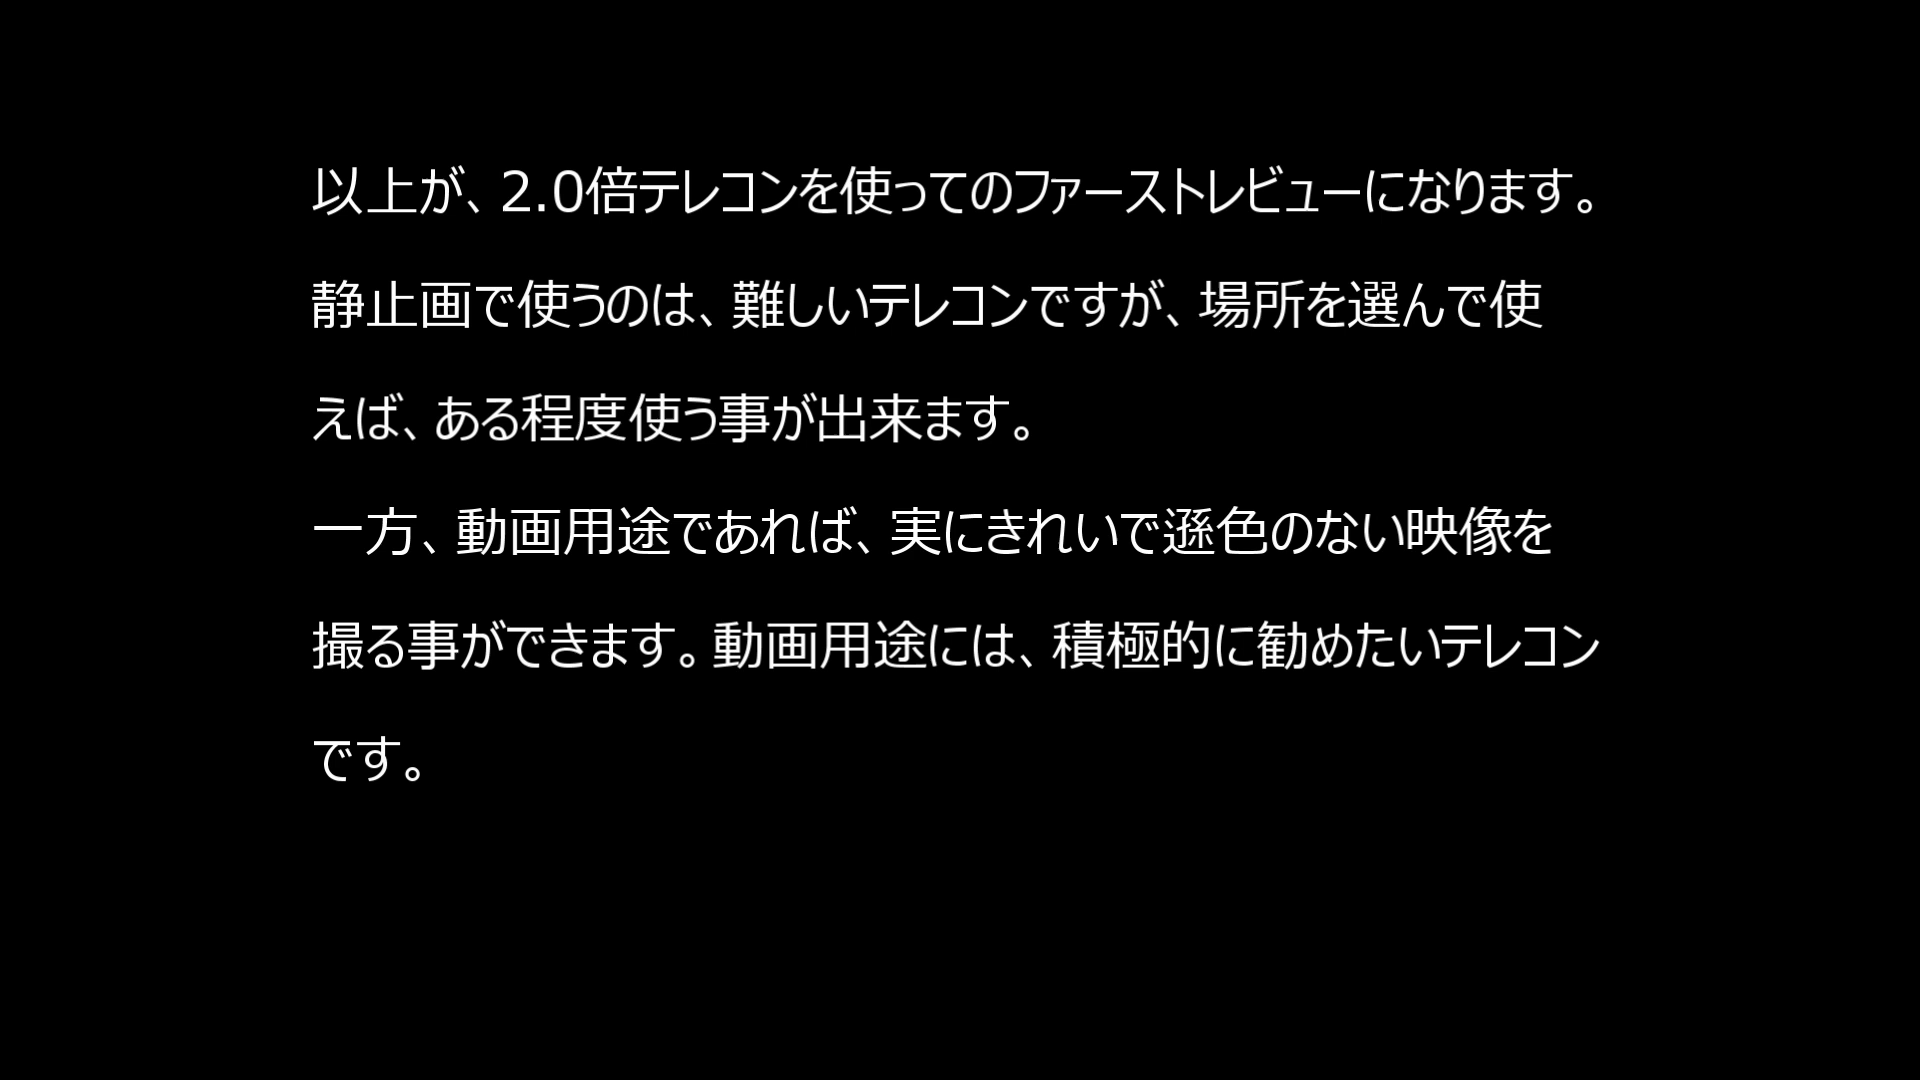 以上が、2.0倍テレコンを使ってのファーストレビューになります。
静止画で使うのは、難しいテレコンですが、場所を選んで使
えば、ある程度使う事が出来ます。
一方、動画用途であれば、実にきれいで遜色のない映像を
撮る事ができます。動画用途には、積極的に勧めたいテレコン
です。